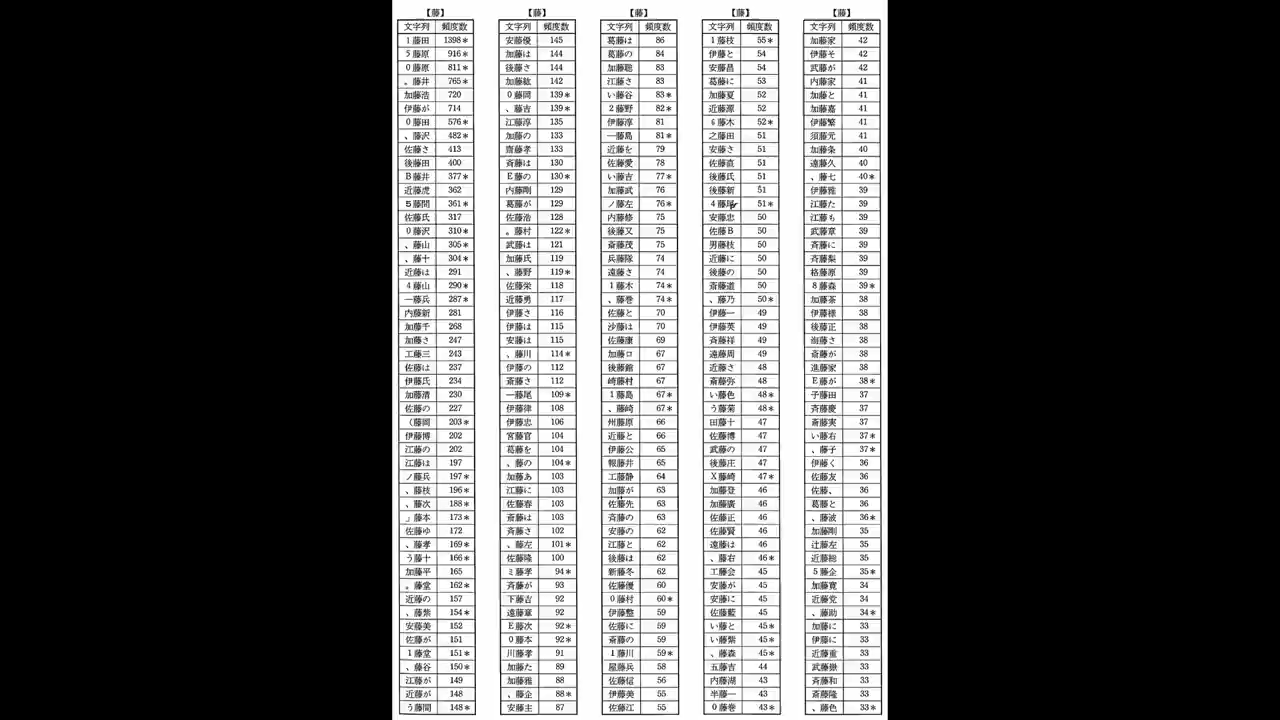 【藤】
文字列 頻度数
1藤田 1398*
5藤原 916*
0藤原 811*
。藤井 765*
加藤浩 720
伊藤が 714
0藤田 576*
、藤沢 482*
佐藤さ 413
後藤田 400
B藤井 377*
近藤虎 362
5藤問 361*
佐藤氏 317
0藤沢 310*
、藤山 305*
、藤十 304*
近藤は 291
4藤山 290*
一藤兵 287*
内藤新 281
加藤千 268
加藤さ 247
工藤三 243
佐藤は 237
伊藤氏 234
加藤清 230
佐藤の 227
(藤岡 203*
伊藤博 202
江藤の 202
江藤は 197
ノ藤兵 197*
、藤枝 196*
、藤次 188*
」藤本 173*
佐藤ゆ 172
、藤孝 169*
う藤十 166*
加藤平 165
。藤堂 162*
近藤の 157
、藤紫 154*
安藤美 152
佐藤が 151
1藤堂 151*
、藤谷 150*
江藤が 149
近藤が 148
う藤間 148*
【藤】
文字列 頻度数
安藤優 145
加藤は 144
後藤さ 144
加藤紘 142
0藤岡 139*
、藤吉 139*
江藤淳 135
加藤の 133
齋藤孝 133
斉藤は 130
E藤の 130*
内藤剛 129
葛藤が 129
佐藤浩 128
。藤村 122*
武藤は 121
加藤氏 119
、藤野 119*
佐藤栄 118
近藤勇 117
伊藤さ 116
伊藤は 115
安藤は 115
、藤川 114*
伊藤の 112
斎藤さ 112
一藤尾 109*
伊藤律 108
伊藤忠 106
宮藤官 104
葛藤を 104
、藤の 104*
加藤あ 103
江藤に 103
佐藤春 103
斎藤は 103
斉藤さ 102
、藤左 101*
佐藤隆 100
ミ藤孝 94*
斉藤が 93
下藤吉 92
遠藤章 92
E藤次 92*
0藤本 92*
川藤孝 91
加藤た 89
加藤雅 88
、藤企 88*
安藤主 87
【藤】
文字列 頻度数
葛藤は 86
葛藤の 84
加藤聡 83
江藤さ 83
い藤谷 83*
2藤野 82*
伊藤淳 81
一藤島 81*
近藤を 79
佐藤愛 78
い藤吉 77*
加藤武 76
ノ藤左 76*
内藤修 75
後藤又 75
斎藤茂 75
兵藤隊 74
遠藤さ 74
1藤木 74*
、藤巻 74*
佐藤と 70
沙藤は 70
佐藤康 69
加藤ロ 67
後藤館 67
崎藤村 67
1藤島 67*
、藤崎 67*
州藤原 66
近藤と 66
伊藤公 65
報藤井 65
工藤静 64
加藤が 63
佐藤先 63
斉藤の 63
安藤の 62
江藤と 62
後藤は 62
新藤冬 62
佐藤優 60
0藤村 60*
伊藤整 59
佐藤に 59
斎藤の 59
1藤川 59*
屋藤兵 58
佐藤信 56
伊藤美 55
佐藤江 55
【藤】
文字列 頻度数
1藤枝 55*
伊藤と 54
安藤昌 54
葛藤に 53
加藤夏 52
近藤源 52
6藤木 52*
之藤田 51
安藤さ 51
佐藤直 51
後藤氏 51
後藤新 51
4藤尾 51*
安藤忠 50
佐藤B 50
男藤枝 50
近藤に 50
後藤の 50
斎藤道 50
、藤乃 50*
伊藤一 49
伊藤英 49
斉藤祥 49
遠藤周 49
近藤さ 48
斎藤弥 48
い藤色 48*
う藤菊 48*
田藤十 47
佐藤博 47
武藤の 47
後藤庄 47
X藤崎 47*
加藤登 46
加藤廣 46
佐藤正 46
佐藤賢 46
遠藤は 46
、藤右 46*
工藤会 45
安藤が 45
安藤に 45
佐藤藍 45
い藤と 45*
い藤紫 45*
、藤森 45*
五藤吉 44
内藤湖 43
半藤一 43
0藤巻 43*
【藤】
文字列 頻度数
加藤家 42
伊藤そ 42
武藤が 42
内藤家 41
加藤と 41
加藤嘉 41
伊藤繁 41
須藤元 41
加藤条 40
遠藤久 40
、藤七 40*
伊藤雅 39
江藤た 39
江藤も 39
武藤章 39
斉藤に 39
斉藤梨 39
格藤原 39
8藤森 39*
加藤茶 38
伊藤様 38
後藤正 38
海藤さ 38
斎藤が 38
進藤家 38
E藤が 38*
子藤田 37
斉藤慶 37
斎藤実 37
い藤右 37*
、藤子 37*
伊藤く 36
佐藤友 36
佐藤、 36
葛藤と 36
、藤波 36*
加藤剛 35
辻藤左 35
近藤総 35
5藤企 35*
加藤寛 34
近藤党 34
、藤助 34*
加藤に 33
伊藤に 33
近藤重 33
武藤嶽 33
斉藤和 33
斎藤隆 33
、藤色 33*